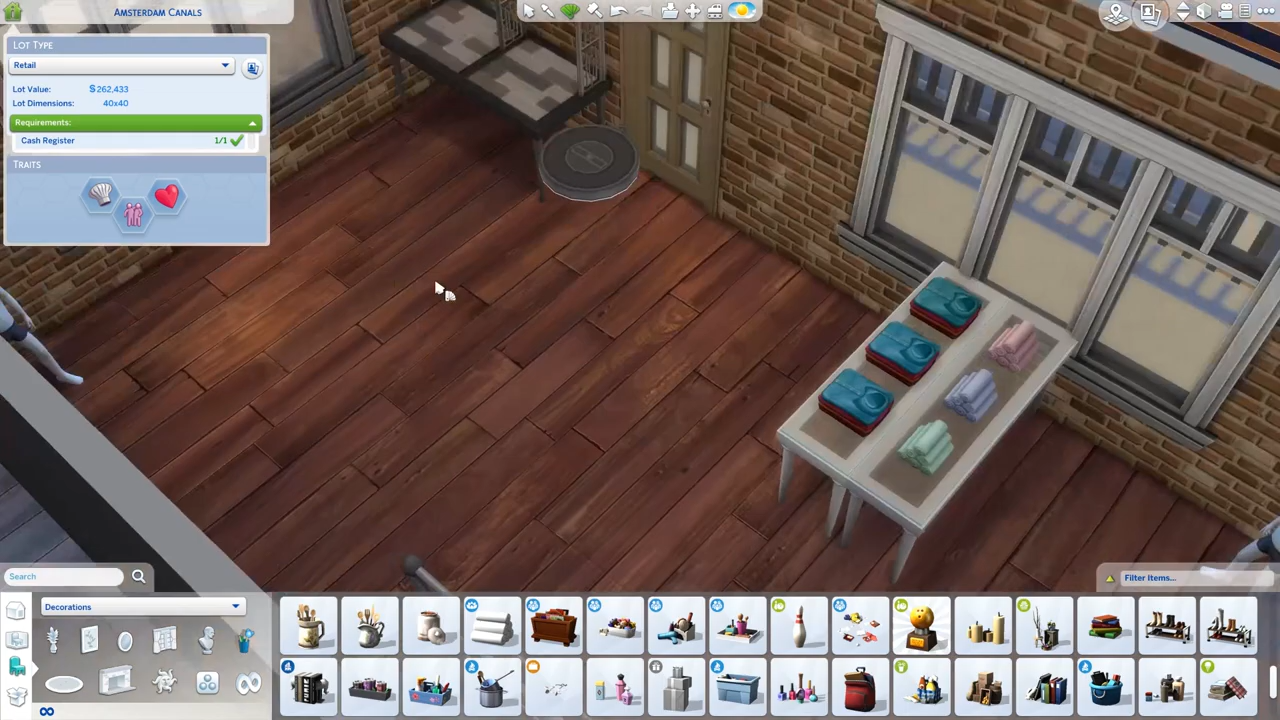 AMSTERDAM CANALS
LOT TYPE
Retail
Lot Value: §262,433
Lot Dimensions: 40x40
Requirements:
Cash Register 1/1
TRAITS
Search
Filter Items...
Decorations